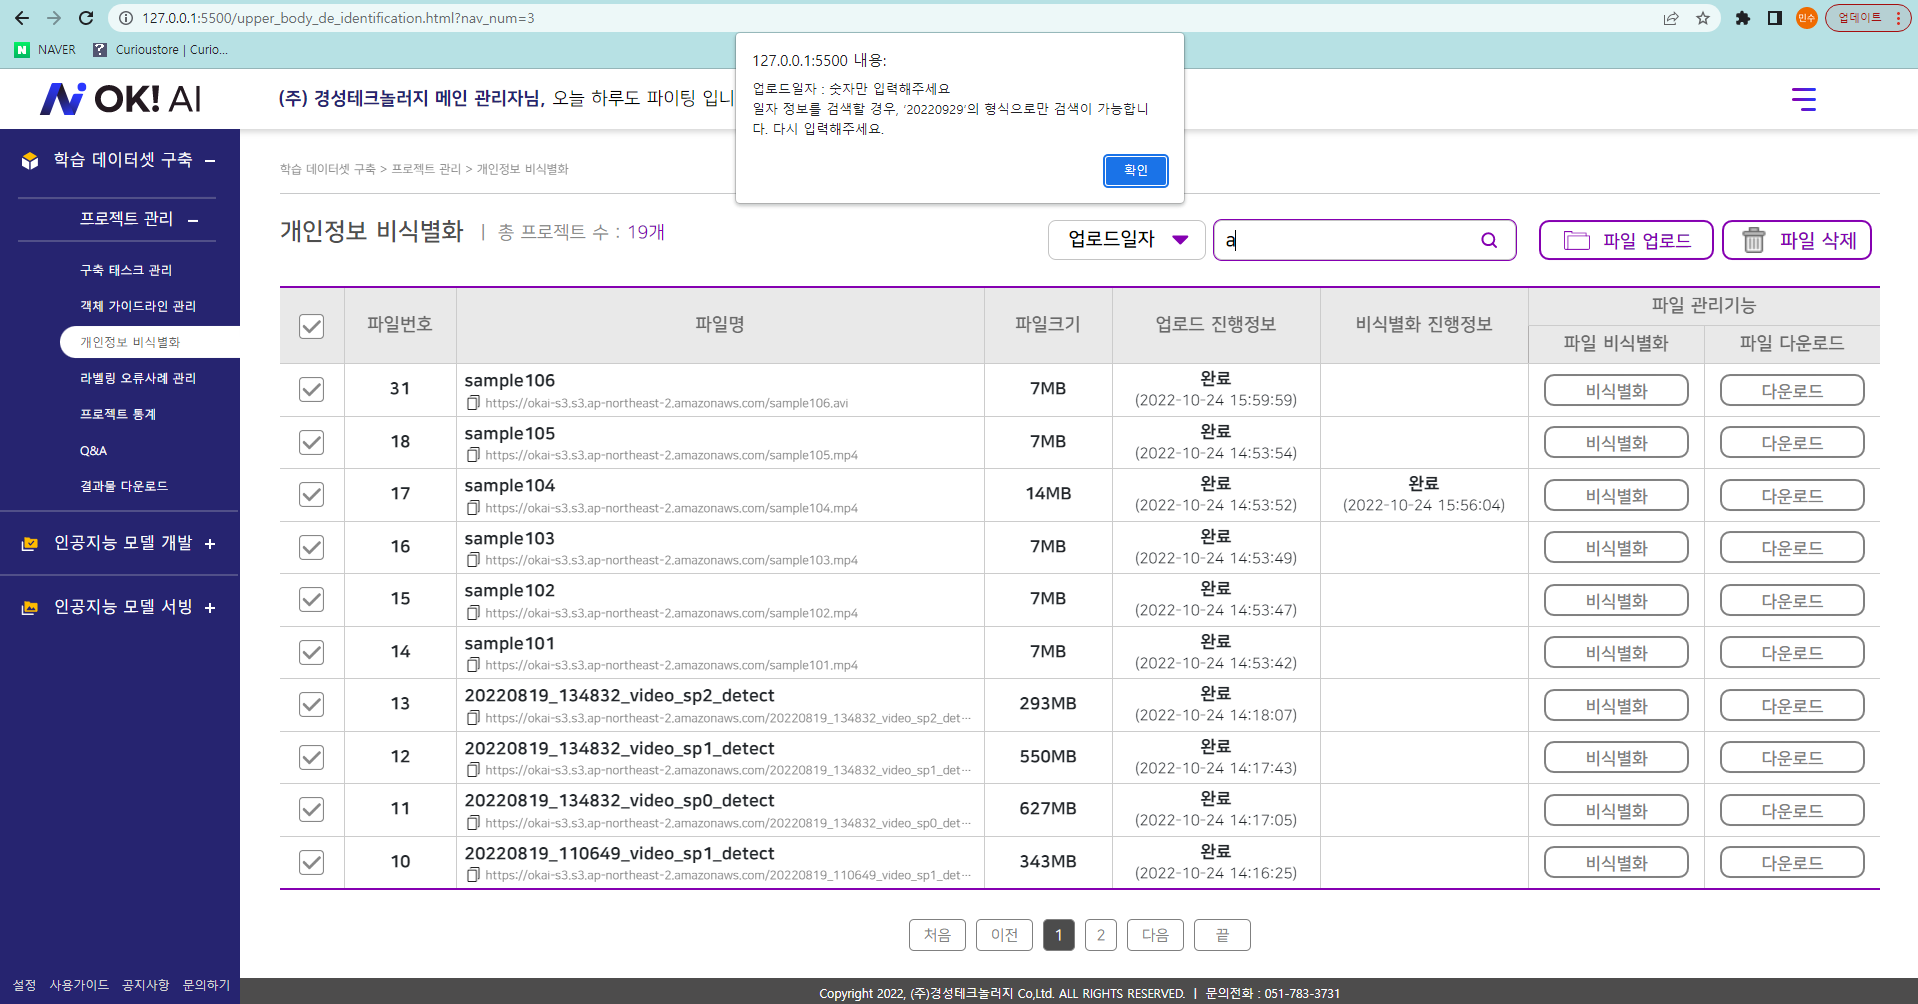 127.0.0.1:5500/upper_body_de_identification.html?nav_num=3
민수
업데이트
NAVER
Curioustore | Curio...
127.0.0.1:5500 내용:
업로드일자 : 숫자만 입력해주세요
일자 정보를 검색할 경우, '20220929'의 형식으로만 검색이 가능합니
다. 다시 입력해주세요.
확인
OK! AI
(주) 경성테크놀러지 메인 관리자님, 오늘 하루도 파이팅 입니
학습 데이터셋 구축
프로젝트 관리
구축 태스크 관리
객체 가이드라인 관리
개인정보 비식별화
라벨링 오류사례 관리
프로젝트 통계
Q&A
결과물 다운로드
인공지능 모델 개발
인공지능 모델 서빙
설정 사용가이드 공지사항 문의하기
학습 데이터셋 구축 > 프로젝트 관리 > 개인정보 비식별화
개인정보 비식별화 | 총 프로젝트 수 : 19개
업로드일자
a
파일 업로드
파일 삭제
파일번호 파일명 파일크기 업로드 진행정보 비식별화 진행정보 파일 관리기능
파일 비식별화 파일 다운로드
31 sample106 7MB 완료 비식별화 다운로드
https://okai-s3.s3.ap-northeast-2.amazonaws.com/sample106.avi (2022-10-24 15:59:59)
18 sample105 7MB 완료 비식별화 다운로드
https://okai-s3.s3.ap-northeast-2.amazonaws.com/sample105.mp4 (2022-10-24 14:53:54)
17 sample104 14MB 완료 완료 비식별화 다운로드
https://okai-s3.s3.ap-northeast-2.amazonaws.com/sample104.mp4 (2022-10-24 14:53:52) (2022-10-24 15:56:04)
16 sample103 7MB 완료 비식별화 다운로드
https://okai-s3.s3.ap-northeast-2.amazonaws.com/sample103.mp4 (2022-10-24 14:53:49)
15 sample102 7MB 완료 비식별화 다운로드
https://okai-s3.s3.ap-northeast-2.amazonaws.com/sample102.mp4 (2022-10-24 14:53:47)
14 sample101 7MB 완료 비식별화 다운로드
https://okai-s3.s3.ap-northeast-2.amazonaws.com/sample101.mp4 (2022-10-24 14:53:42)
13 20220819_134832_video_sp2_detect 293MB 완료 비식별화 다운로드
https://okai-s3.s3.ap-northeast-2.amazonaws.com/20220819_134832_video_sp2_det... (2022-10-24 14:18:07)
12 20220819_134832_video_sp1_detect 550MB 완료 비식별화 다운로드
https://okai-s3.s3.ap-northeast-2.amazonaws.com/20220819_134832_video_sp1_det... (2022-10-24 14:17:43)
11 20220819_134832_video_sp0_detect 627MB 완료 비식별화 다운로드
https://okai-s3.s3.ap-northeast-2.amazonaws.com/20220819_134832_video_sp0_det... (2022-10-24 14:17:05)
10 20220819_110649_video_sp1_detect 343MB 완료 비식별화 다운로드
https://okai-s3.s3.ap-northeast-2.amazonaws.com/20220819_110649_video_sp1_det... (2022-10-24 14:16:25)
처음 이전 1 2 다음 끝
Copyright 2022, (주)경성테크놀러지 Co,Ltd. ALL RIGHTS RESERVED. | 문의전화 : 051-783-3731